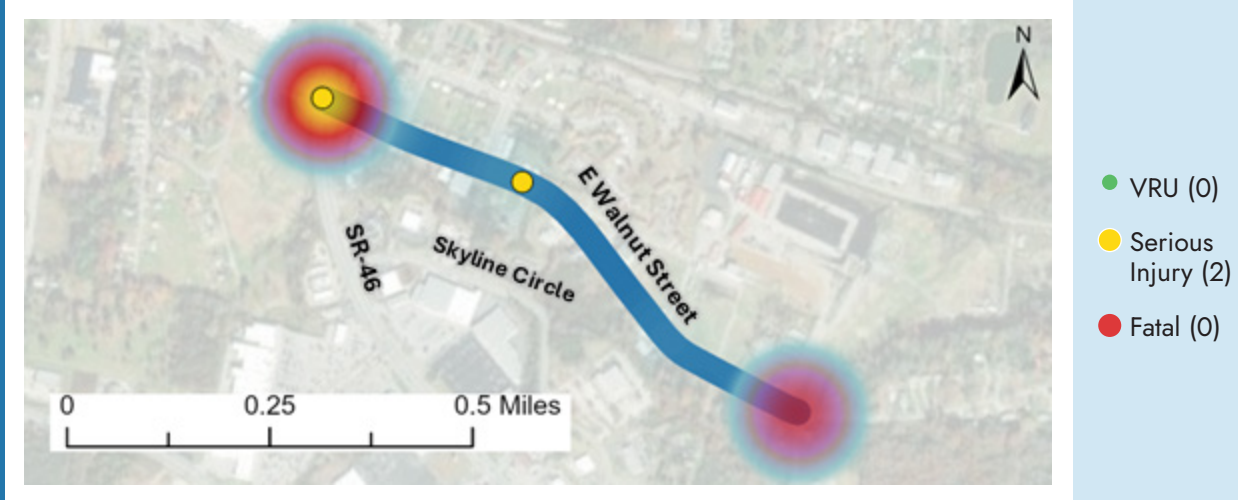 N
E Walnut Street
SR-46
Skyline Circle
0 0.25 0.5 Miles
VRU (0)
Serious
Injury (2)
Fatal (0)